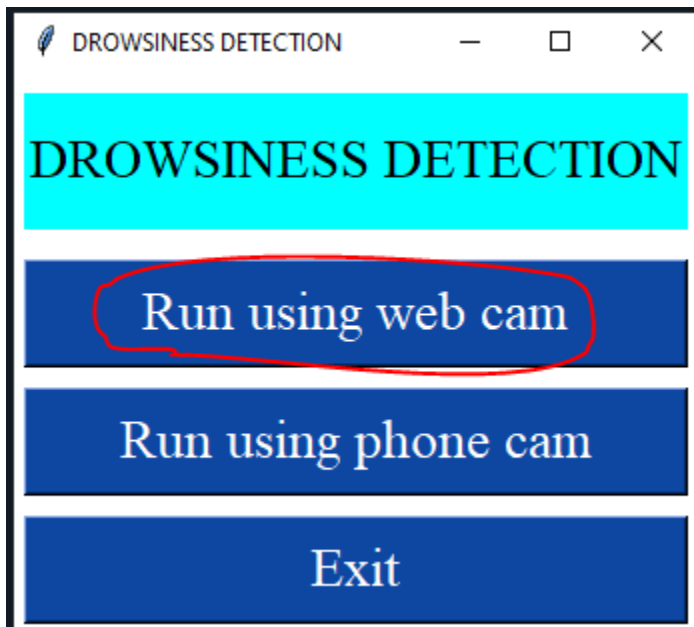 DROWSINESS DETECTION
DROWSINESS DETECTION
Run using web cam
Run using phone cam
Exit